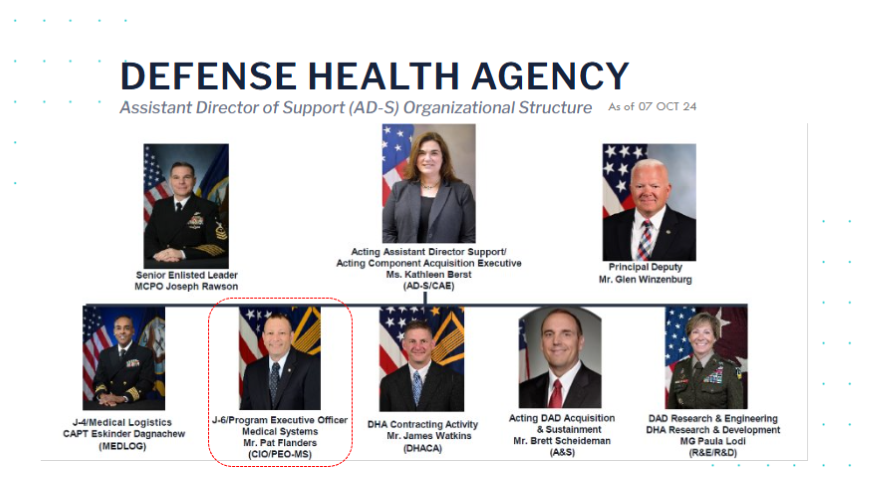 DEFENSE HEALTH AGENCY
Assistant Director of Support (AD-S) Organizational Structure As of 07 OCT 24
Senior Enlisted Leader
MCPO Joseph Rawson
Acting Assistant Director Support/
Acting Component Acquisition Executive
Ms. Kathleen Berst
(AD-S/CAE)
Principal Deputy
Mr. Glen Winzenburg
J-4/Medical Logistics
CAPT Eskinder Dagnachew
(MEDLOG)
J-6/Program Executive Officer
Medical Systems
Mr. Pat Flanders
(CIO/PEO-MS)
DHA Contracting Activity
Mr. James Watkins
(DHACA)
Acting DAD Acquisition
& Sustainment
Mr. Brett Scheideman
(A&S)
DAD Research & Engineering
DHA Research & Development
MG Paula Lodi
(R&E/R&D)